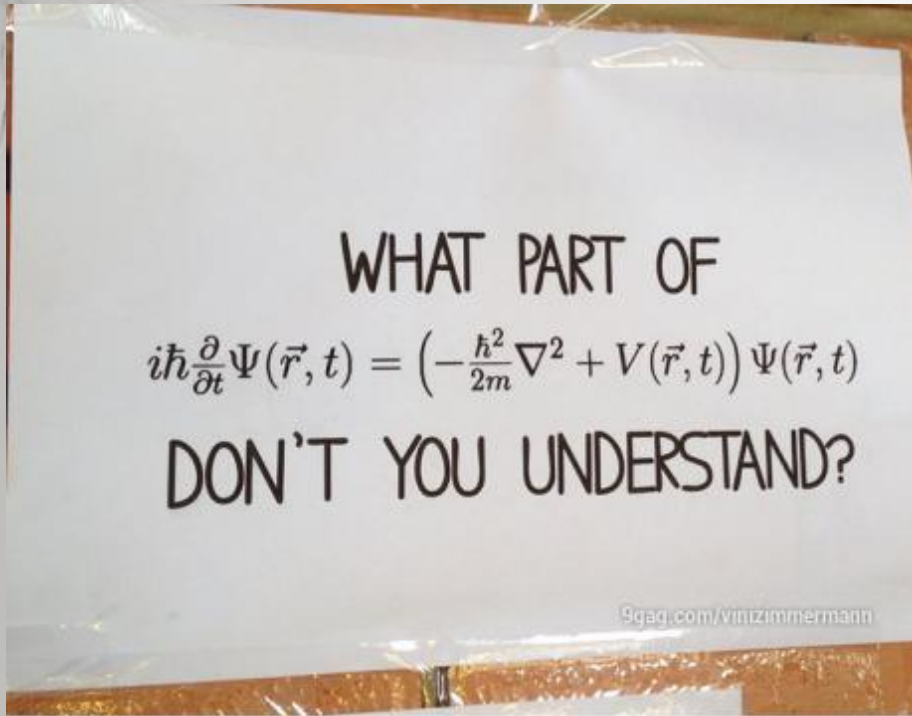 WHAT PART OF
iℏ ∂/∂t Ψ(r⃗, t) = (−ℏ²/2m ∇² + V(r⃗, t)) Ψ(r⃗, t)
DON'T YOU UNDERSTAND?
9gag.com/vinizimmermann